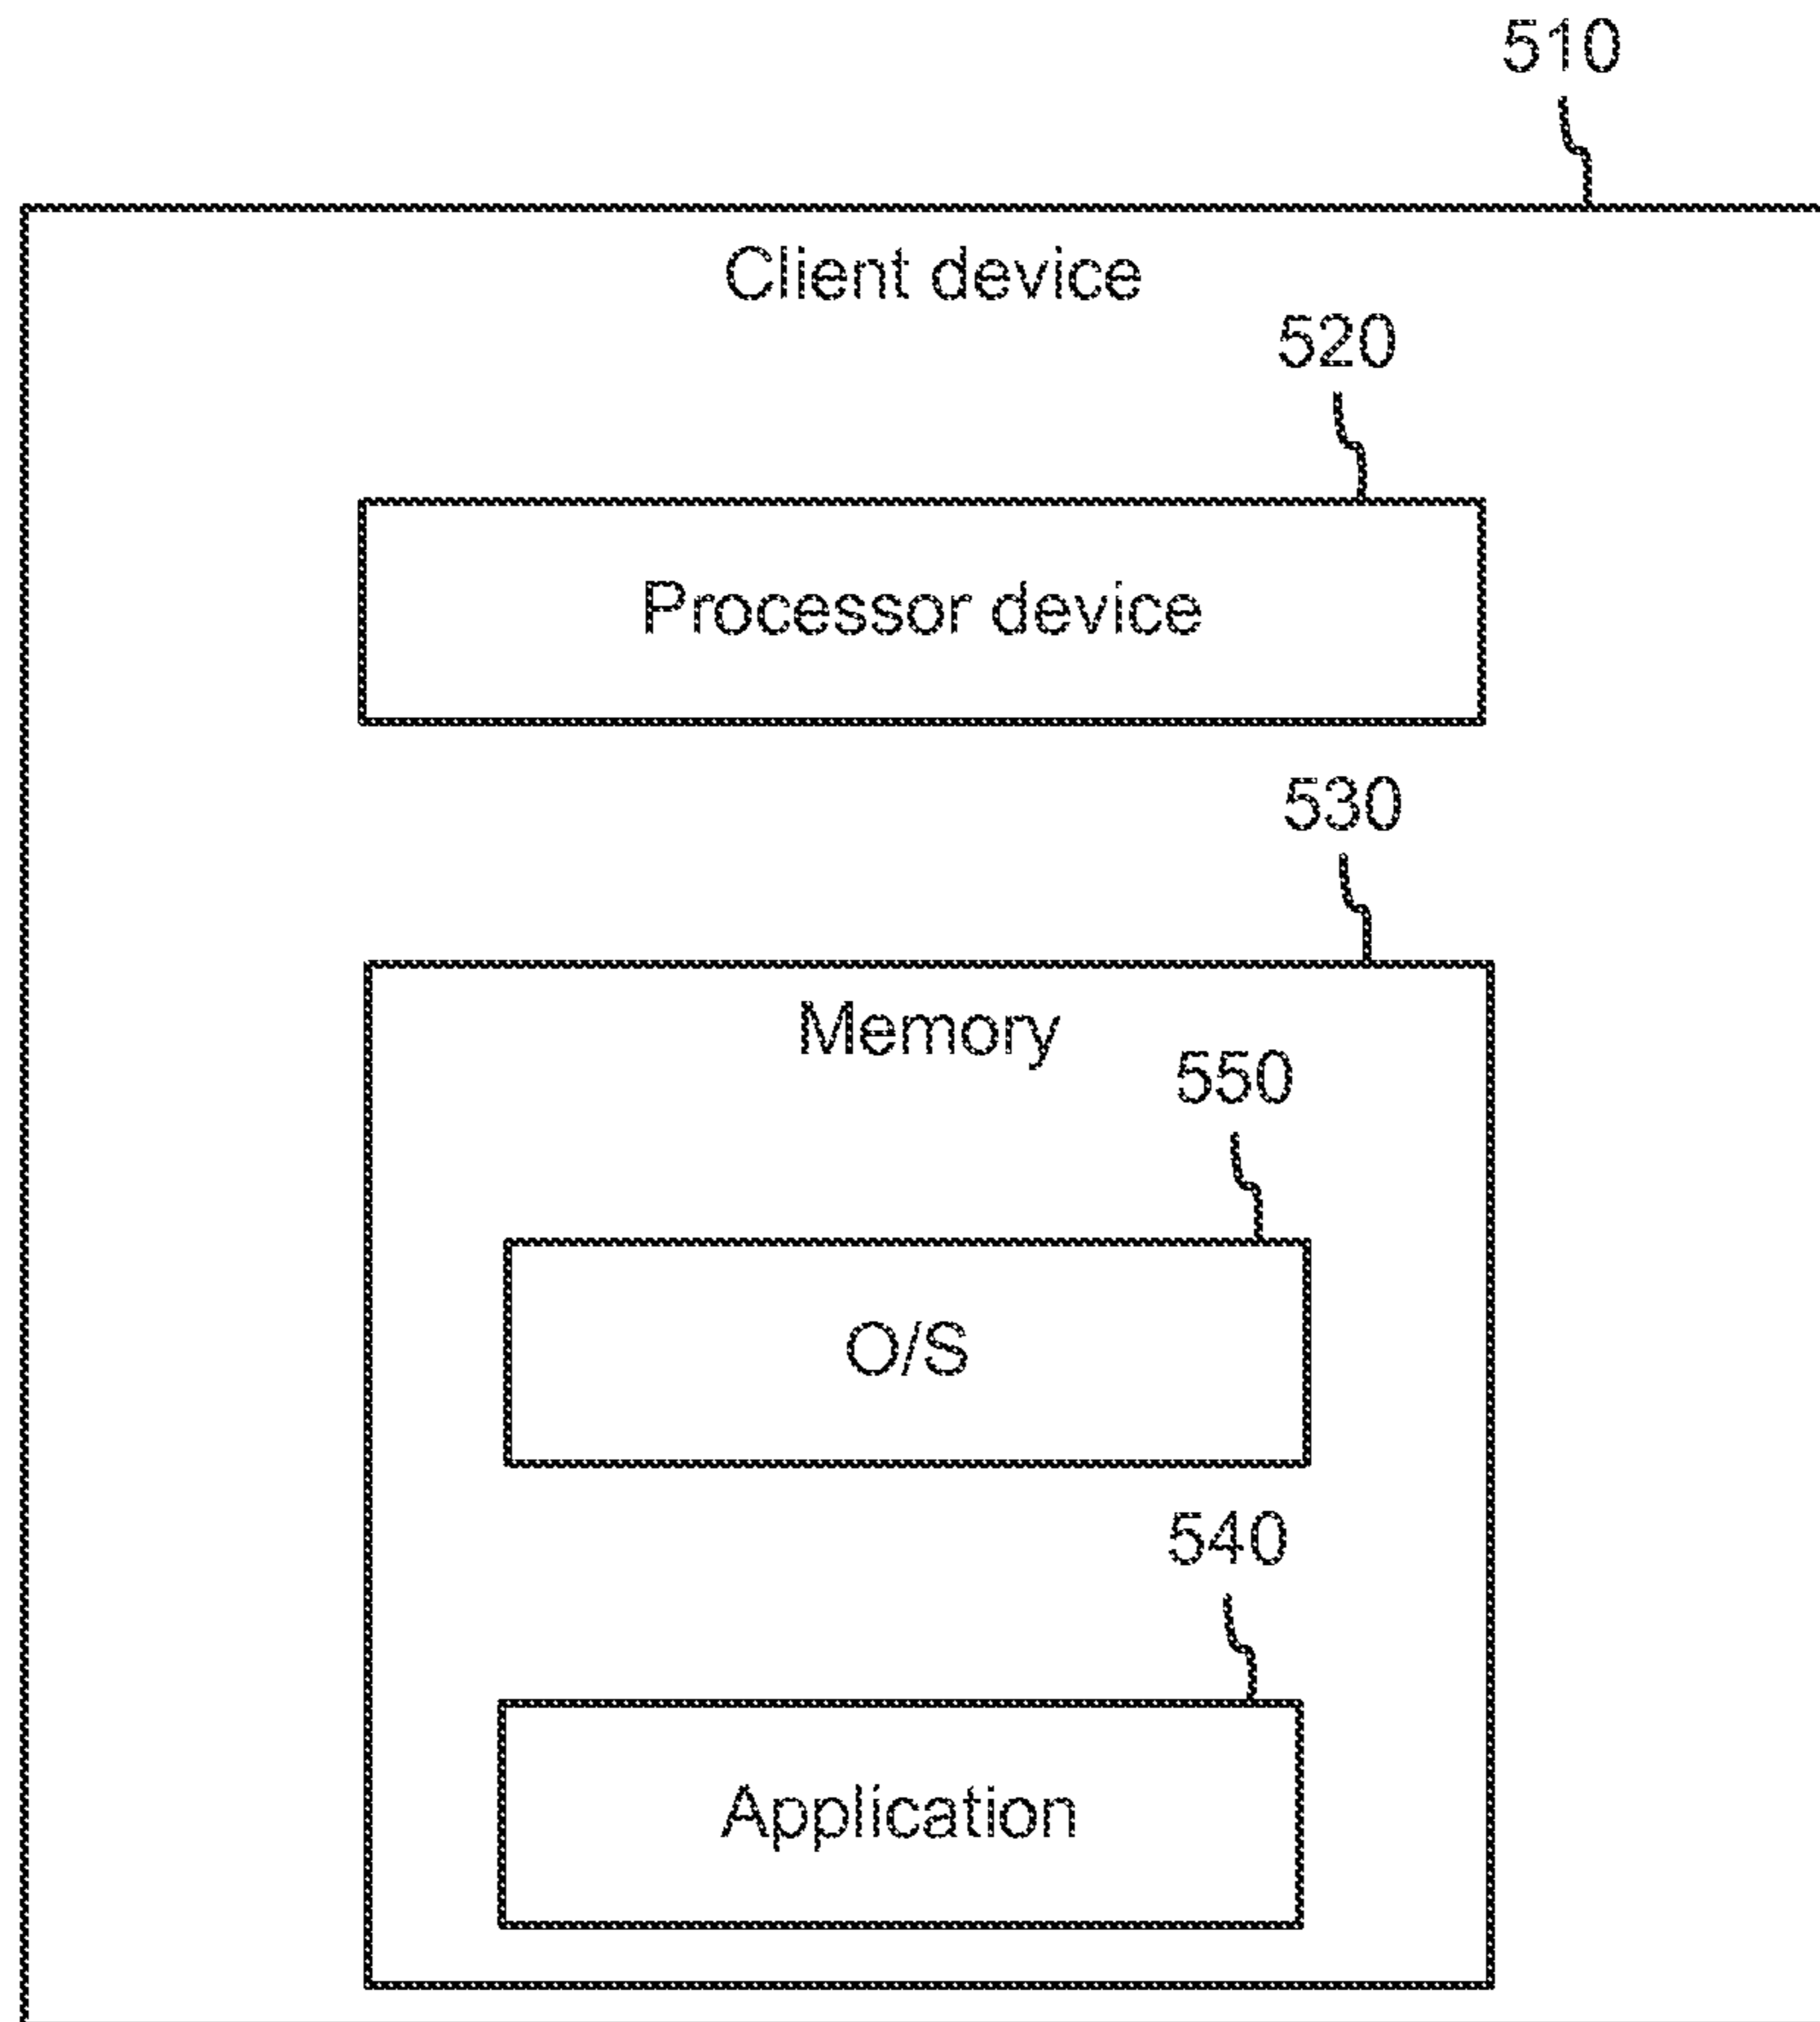 510
Client device
520
Processor device
530
Memory
550
O/S
540
Application